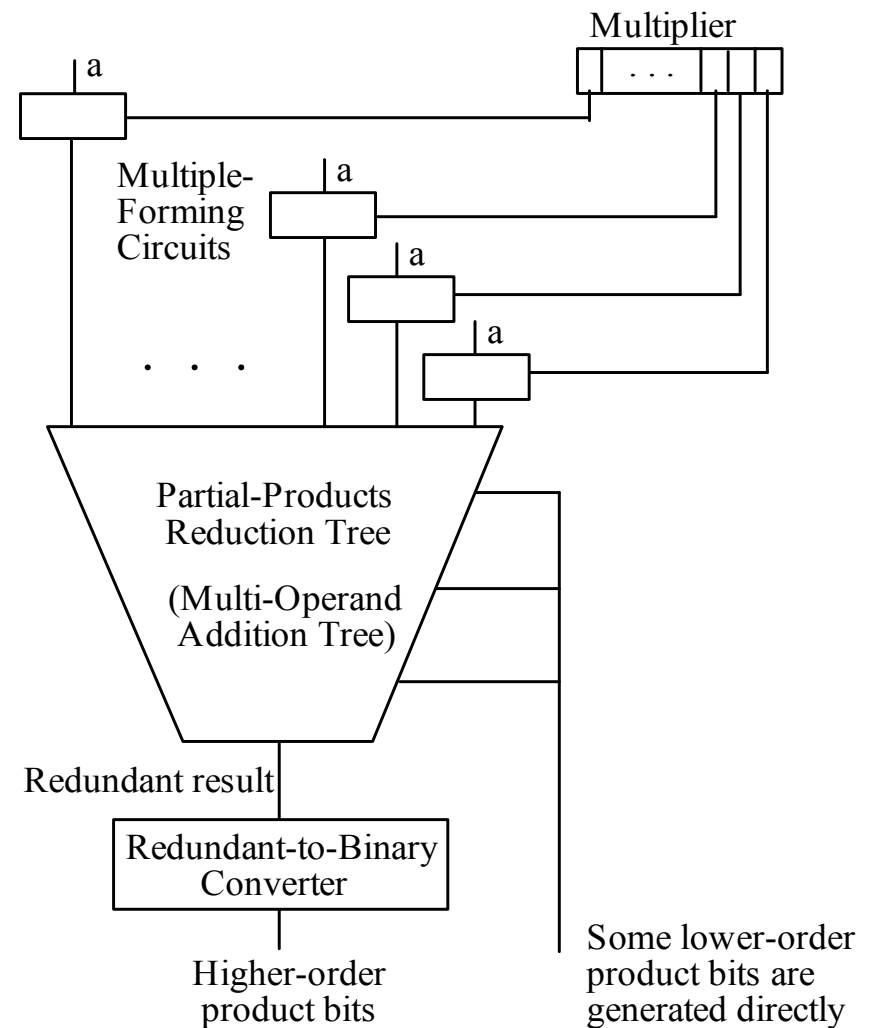 Multiplier
. . .
a
Multiple-
Forming
Circuits
a
a
a
. . .
Partial-Products
Reduction Tree
(Multi-Operand
Addition Tree)
Redundant result
Redundant-to-Binary
Converter
Higher-order
product bits
Some lower-order
product bits are
generated directly